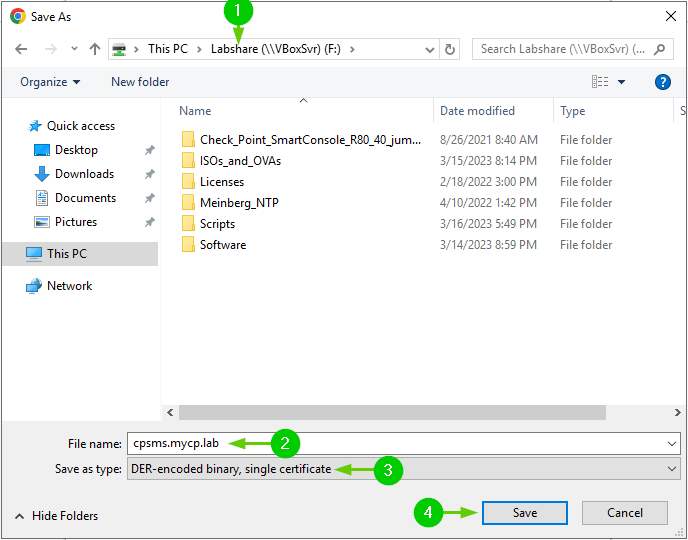 1
Save As
This PC > Labshare (\\VBoxSvr) (F:) >
Search Labshare (\\VBoxSvr) (...
Organize
New folder
?
Name
Date modified
Type
S
Quick access
Desktop
Downloads
Documents
Pictures
This PC
Network
Check_Point_SmartConsole_R80_40_jum... 8/26/2021 8:40 AM File folder
ISOs_and_OVAs 3/15/2023 8:14 PM File folder
Licenses 2/18/2022 3:00 PM File folder
Meinberg_NTP 4/10/2022 1:42 PM File folder
Scripts 3/16/2023 5:49 PM File folder
Software 3/14/2023 8:59 PM File folder
File name: cpsms.mycp.lab 2
Save as type: DER-encoded binary, single certificate 3
Hide Folders
4 Save Cancel